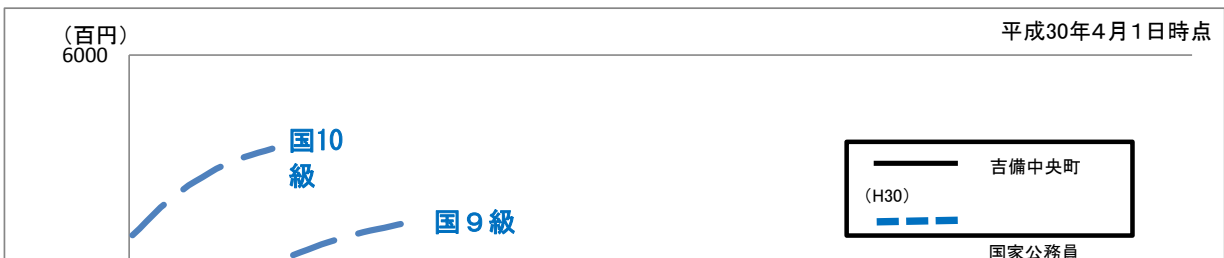 平成30年4月1日時点
（百円）
6000
国10
級
国９級
吉備中央町
（H30）
国家公務員